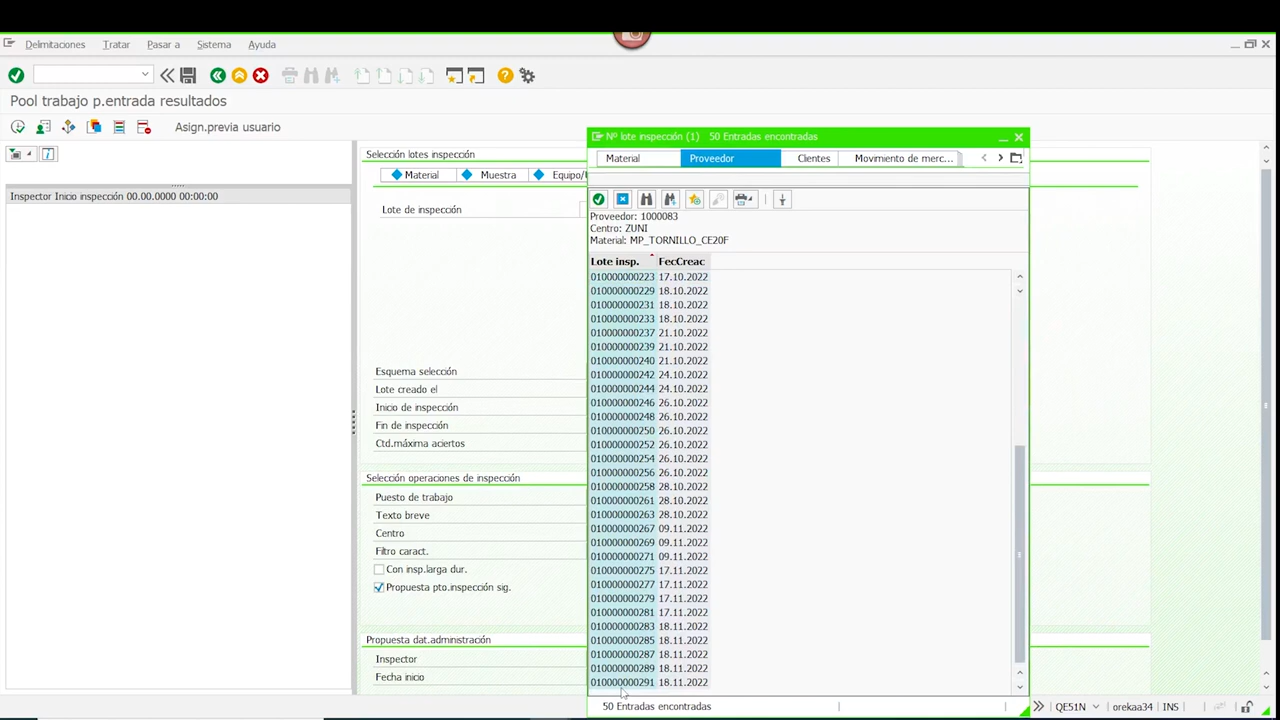 Delimitaciones Tratar Pasar a Sistema Ayuda
Pool trabajo p.entrada resultados
Asign.previa usuario
Inspector Inicio inspección 00.00.0000 00:00:00
Selección lotes inspección
Material Muestra Equipo/
Lote de inspección
Esquema selección
Lote creado el
Inicio de inspección
Fin de inspección
Ctd.máxima aciertos
Selección operaciones de inspección
Puesto de trabajo
Texto breve
Centro
Filtro caract.
Con insp.larga dur.
Propuesta pto.inspección sig.
Propuesta dat.administración
Inspector
Fecha inicio
Nº lote inspección (1) 50 Entradas encontradas
Material Proveedor Clientes Movimiento de merc...
Proveedor: 1000083
Centro: ZUNI
Material: MP_TORNILLO_CE20F
Lote insp. FecCreac
010000000223 17.10.2022
010000000229 18.10.2022
010000000231 18.10.2022
010000000233 18.10.2022
010000000237 21.10.2022
010000000239 21.10.2022
010000000240 21.10.2022
010000000242 24.10.2022
010000000244 24.10.2022
010000000246 26.10.2022
010000000248 26.10.2022
010000000250 26.10.2022
010000000252 26.10.2022
010000000254 26.10.2022
010000000256 26.10.2022
010000000258 28.10.2022
010000000261 28.10.2022
010000000263 28.10.2022
010000000267 09.11.2022
010000000269 09.11.2022
010000000271 09.11.2022
010000000275 17.11.2022
010000000277 17.11.2022
010000000279 17.11.2022
010000000281 17.11.2022
010000000283 18.11.2022
010000000285 18.11.2022
010000000287 18.11.2022
010000000289 18.11.2022
010000000291 18.11.2022
50 Entradas encontradas
QE51N orekaa34 INS